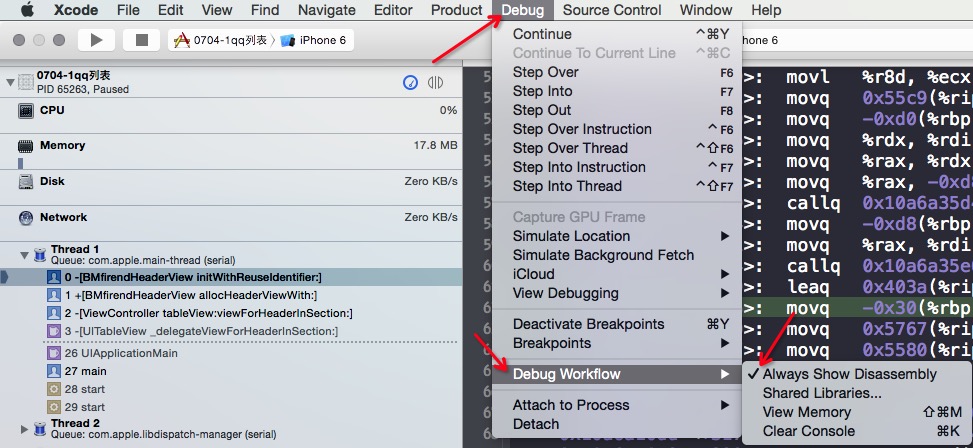 Xcode File Edit View Find Navigate Editor Product Debug Source Control Window Help
0704-1qq列表 iPhone 6
ne 6
0704-1qq列表
PID 65263, Paused
CPU 0%
Memory 17.8 MB
Disk Zero KB/s
Network Zero KB/s
Thread 1
Queue: com.apple.main-thread (serial)
0 -[BMfirendHeaderView initWithReuseIdentifier:]
1 +[BMfirendHeaderView allocHeaderViewWith:]
2 -[ViewController tableView:viewForHeaderInSection:]
3 -[UITableView _delegateViewForHeaderInSection:]
26 UIApplicationMain
27 main
28 start
29 start
Thread 2
Queue: com.apple.libdispatch-manager (serial)
Continue ^⌘Y
Continue To Current Line ^⌘C
Step Over F6
Step Into F7
Step Out F8
Step Over Instruction ^F6
Step Over Thread ^⇧F6
Step Into Instruction ^F7
Step Into Thread ^⇧F7
Capture GPU Frame
Simulate Location
Simulate Background Fetch
iCloud
View Debugging
Deactivate Breakpoints ⌘Y
Breakpoints
Debug Workflow
Attach to Process
Detach
✓ Always Show Disassembly
Shared Libraries...
View Memory ⇧⌘M
Clear Console ⌘K
>: movl %r8d, %ecx
>: movq 0x55c9(%rip
>: movq -0xd0(%rbp
>: movq %rdx, %rdi
>: movq %rax, %rdx
>: movq %rax, -0xd8
>: callq 0x10a6a35d
>: movq -0xd8(%rbp
>: movq %rax, %rdi
>: callq 0x10a6a35e
>: leaq 0x403a(%rip
>: movq -0x30(%rbp
>: movq 0x5767(%rip
>: movq 0x5580(%rip